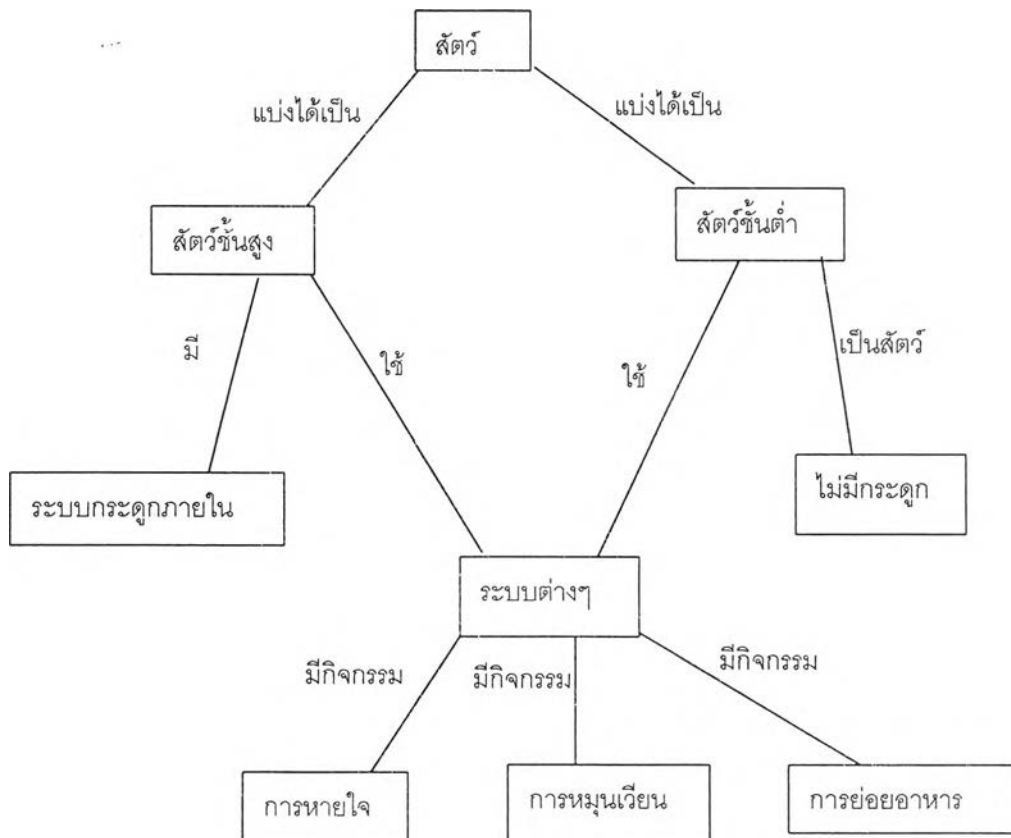 สัตว์
แบ่งได้เป็น
แบ่งได้เป็น
สัตว์ชั้นสูง
สัตว์ชั้นต่ำ
มี
ใช้
ใช้
เป็นสัตว์
ระบบกระดูกภายใน
ไม่มีกระดูก
ระบบต่างๆ
มีกิจกรรม
มีกิจกรรม
มีกิจกรรม
การหายใจ
การหมุนเวียน
การย่อยอาหาร